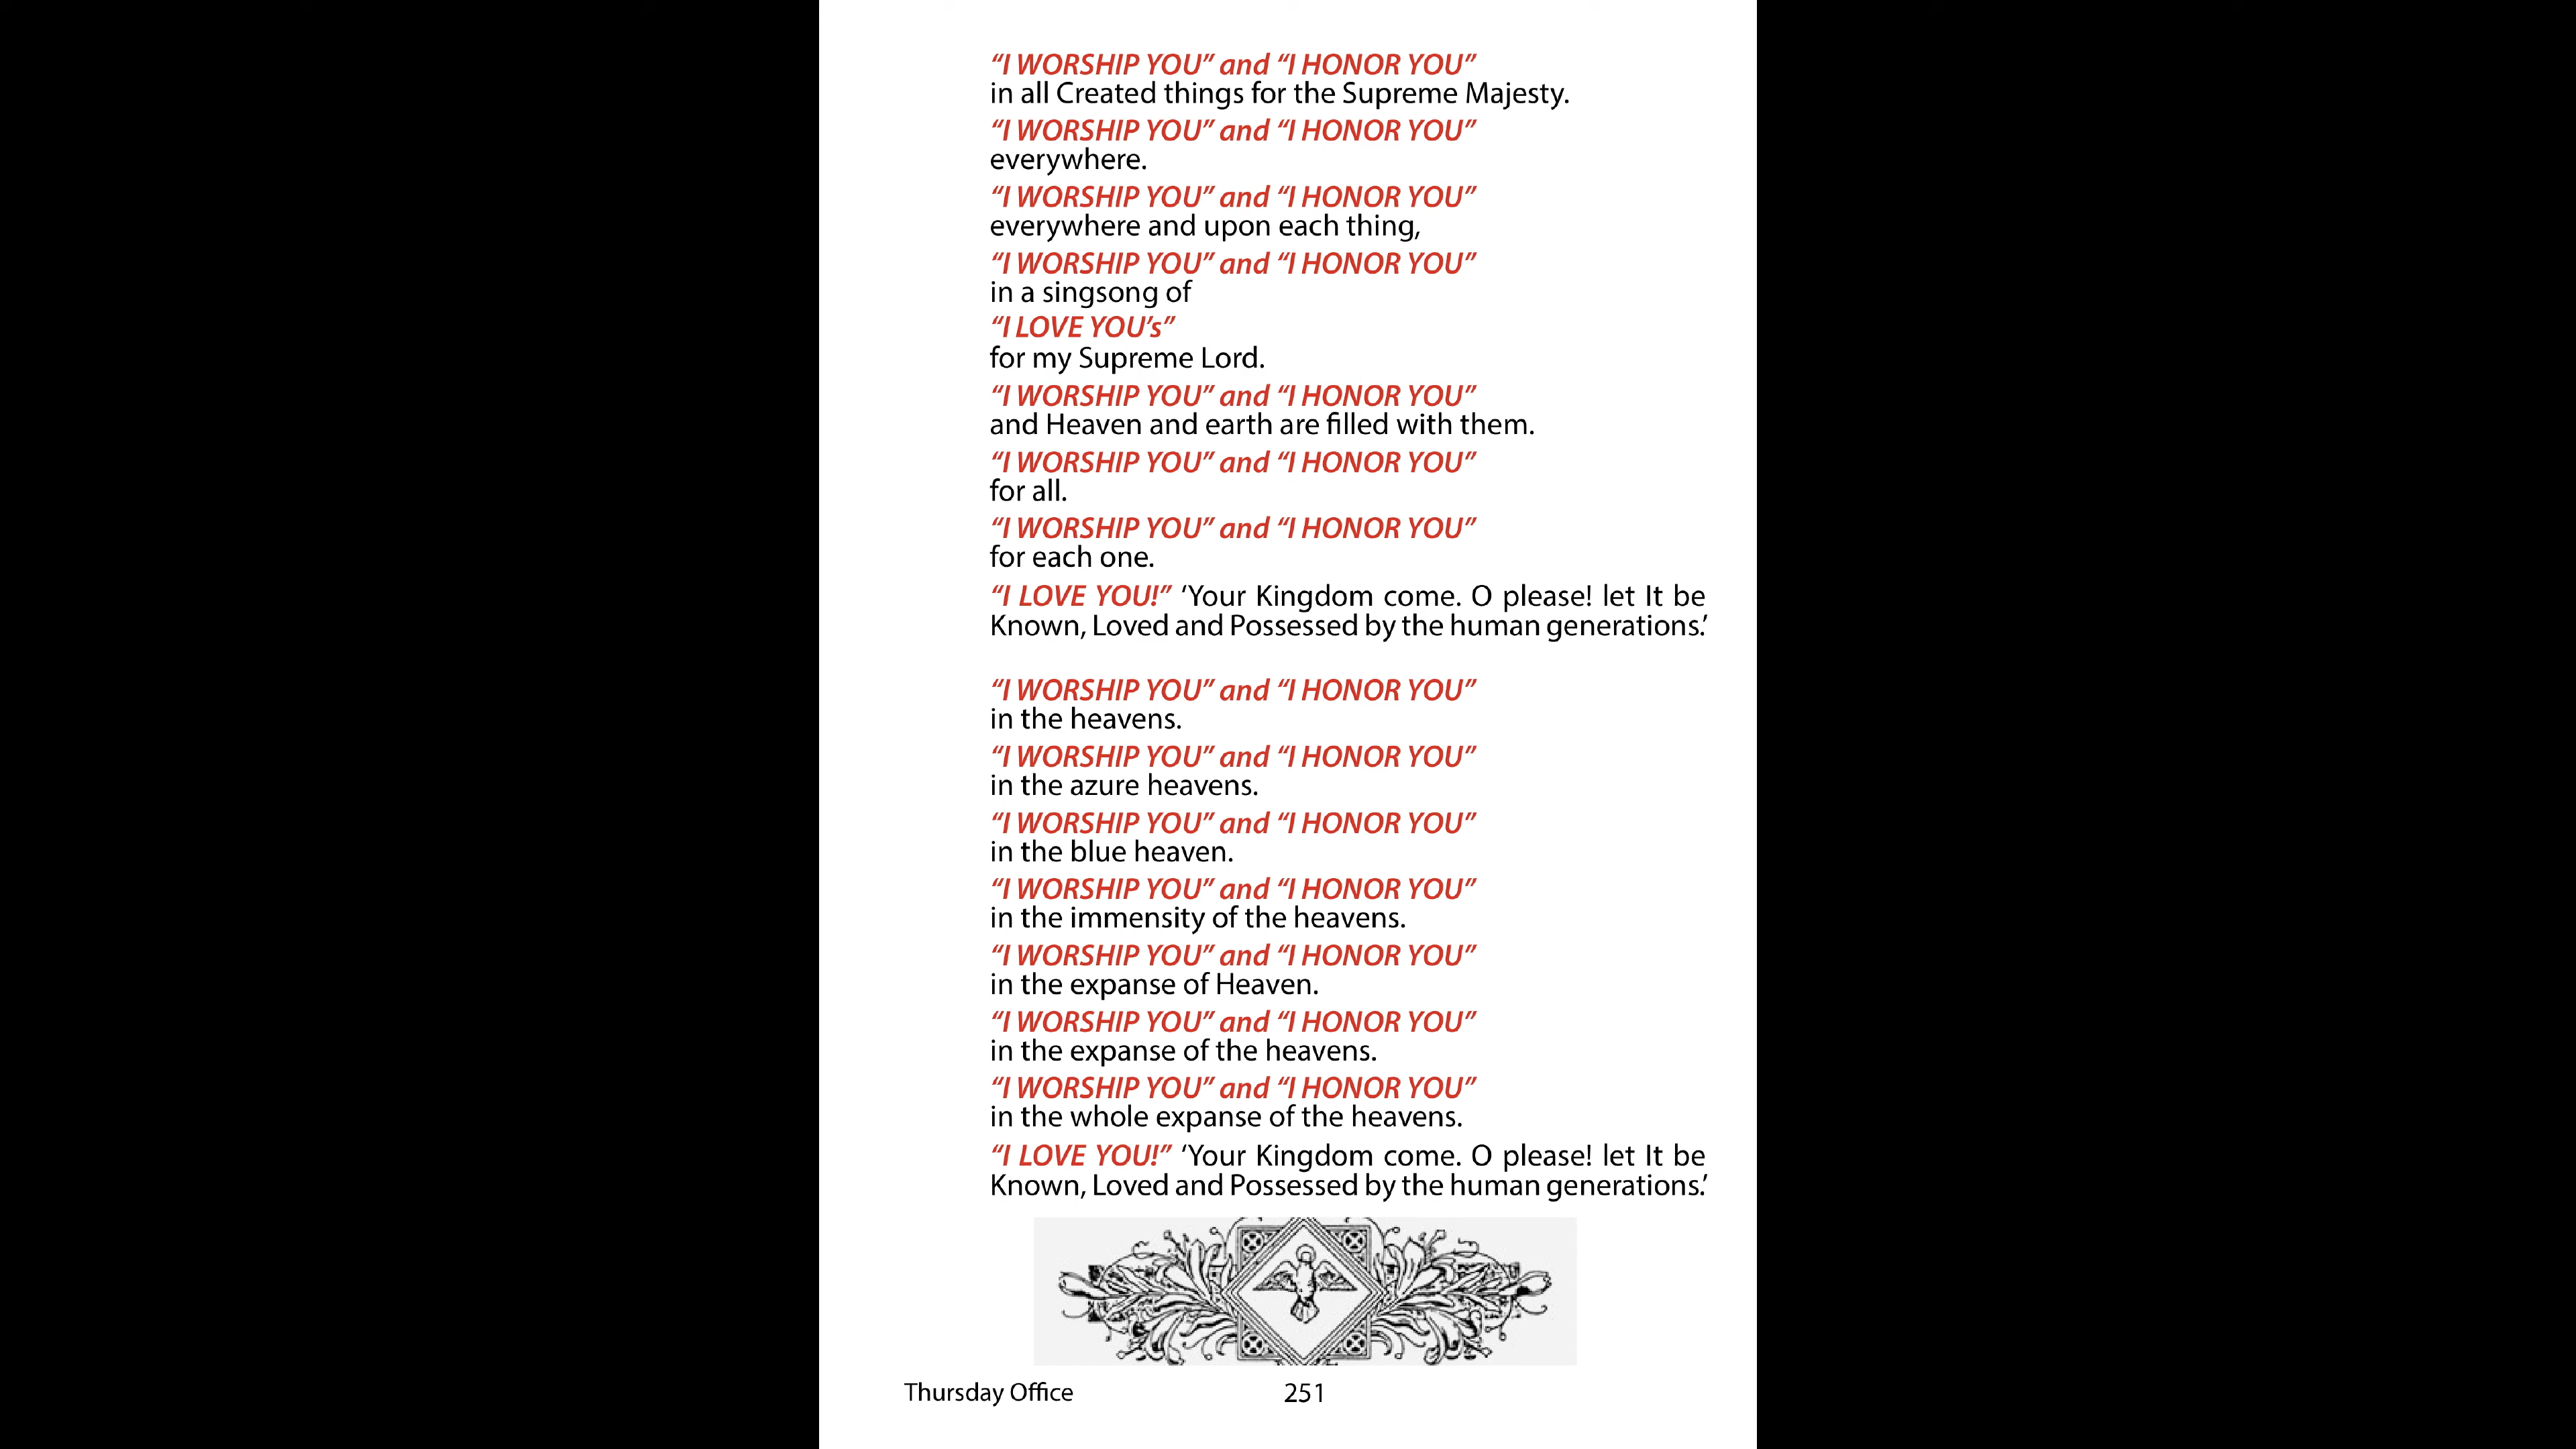 “I WORSHIP YOU” and “I HONOR YOU”
in all Created things for the Supreme Majesty.
“I WORSHIP YOU” and “I HONOR YOU”
everywhere.
“I WORSHIP YOU” and “I HONOR YOU”
everywhere and upon each thing,
“I WORSHIP YOU” and “I HONOR YOU”
in a singsong of
“I LOVE YOU’s”
for my Supreme Lord.
“I WORSHIP YOU” and “I HONOR YOU”
and Heaven and earth are filled with them.
“I WORSHIP YOU” and “I HONOR YOU”
for all.
“I WORSHIP YOU” and “I HONOR YOU”
for each one.
“I LOVE YOU!” ‘Your Kingdom come. O please! let It be
Known, Loved and Possessed by the human generations.’
“I WORSHIP YOU” and “I HONOR YOU”
in the heavens.
“I WORSHIP YOU” and “I HONOR YOU”
in the azure heavens.
“I WORSHIP YOU” and “I HONOR YOU”
in the blue heaven.
“I WORSHIP YOU” and “I HONOR YOU”
in the immensity of the heavens.
“I WORSHIP YOU” and “I HONOR YOU”
in the expanse of Heaven.
“I WORSHIP YOU” and “I HONOR YOU”
in the expanse of the heavens.
“I WORSHIP YOU” and “I HONOR YOU”
in the whole expanse of the heavens.
“I LOVE YOU!” ‘Your Kingdom come. O please! let It be
Known, Loved and Possessed by the human generations.’
Thursday Office 251